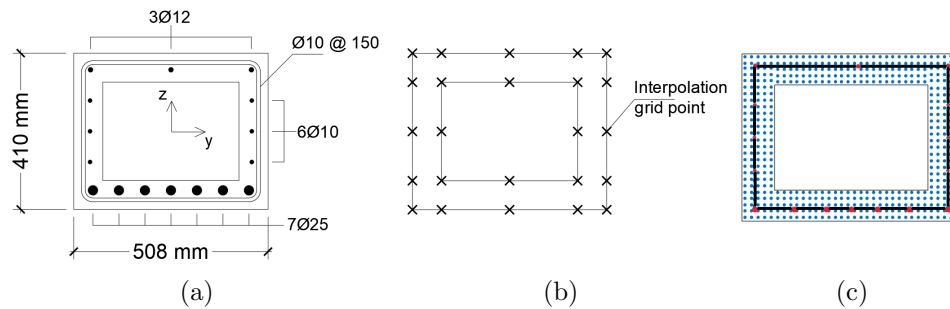 3Ø12
Ø10 @ 150
z
y
6Ø10
410 mm
7Ø25
508 mm
Interpolation
grid point
(a)
(b)
(c)